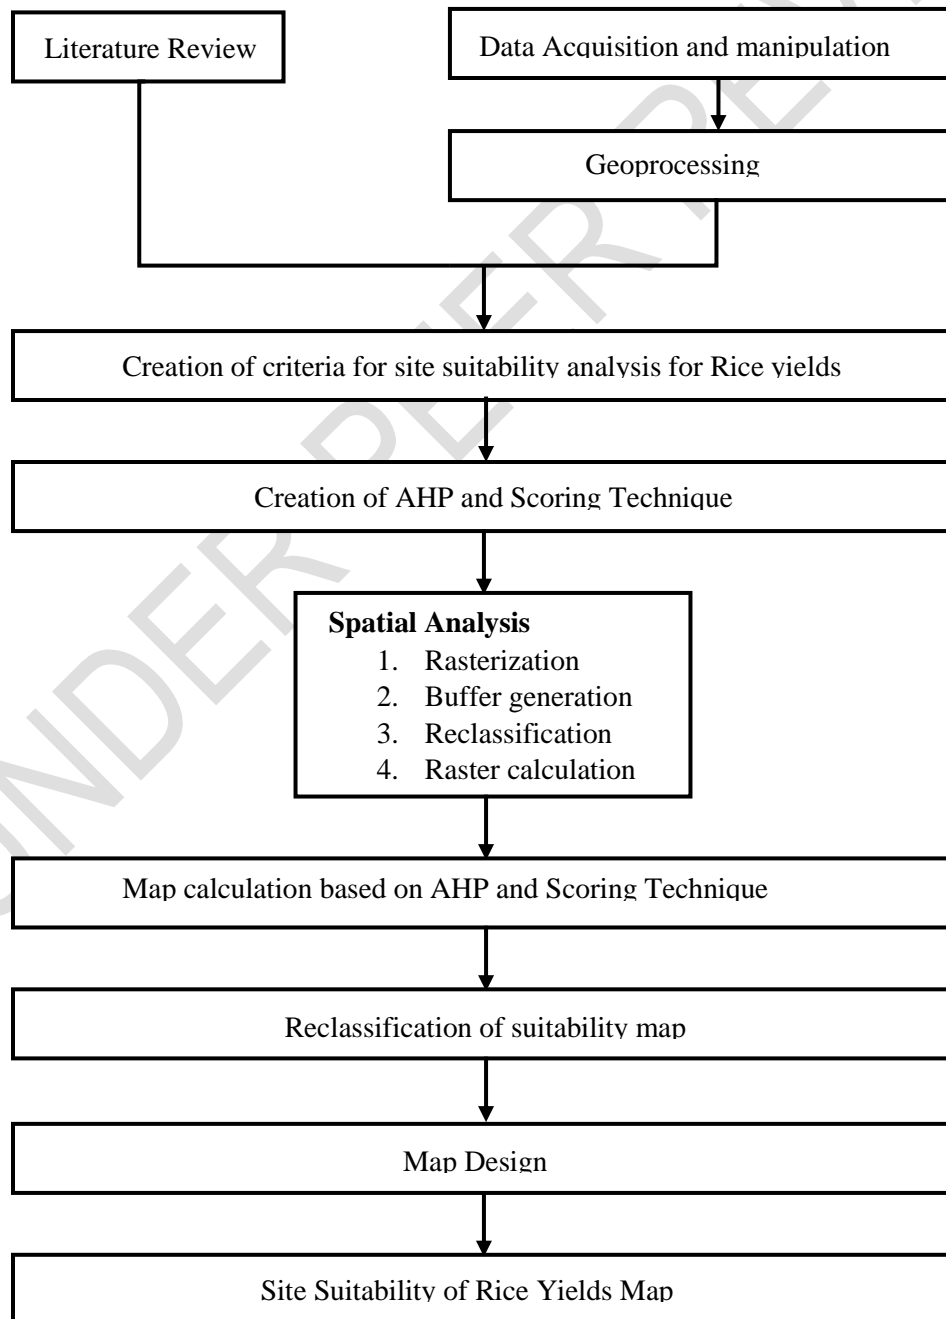 Literature Review
Data Acquisition and manipulation
Geoprocessing
Creation of criteria for site suitability analysis for Rice yields
Creation of AHP and Scoring Technique
Spatial Analysis
1. Rasterization
2. Buffer generation
3. Reclassification
4. Raster calculation
Map calculation based on AHP and Scoring Technique
Reclassification of suitability map
Map Design
Site Suitability of Rice Yields Map
UNDER PEER